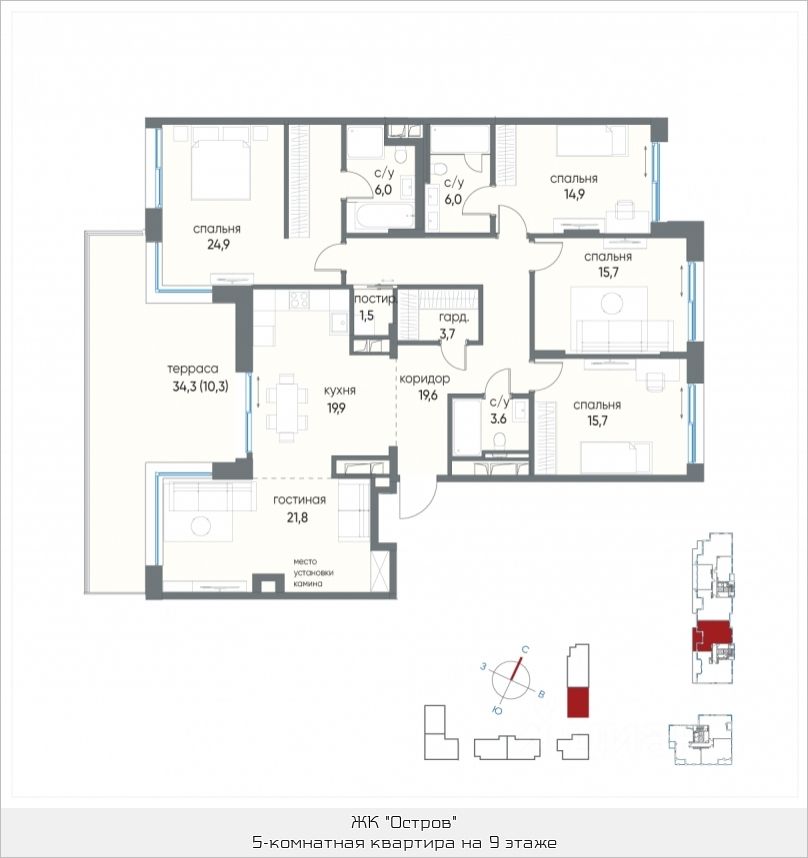 с/у
6,0
с/у
6,0
спальня
14,9
спальня
24,9
спальня
15,7
постир.
1,5
гард.
3,7
терраса
34,3 (10,3)
кухня
19,9
коридор
19,6
с/у
3.6
спальня
15,7
гостиная
21,8
место
установки
камина
С
З
В
Ю
ЖК "Остров"
5-комнатная квартира на 9 этаже